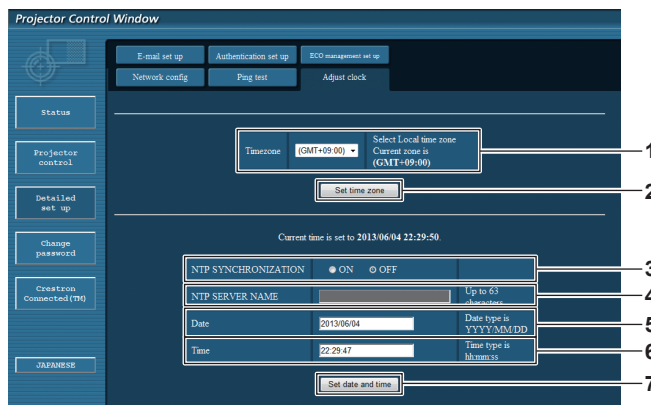 Projector Control Window
E-mail set up
Authentication set up
ECO management set up
Network config
Ping test
Adjust clock
Status
Projector
control
Detailed
set up
Change
password
Crestron
Connected(TM)
JAPANESE
Timezone
(GMT+09:00)
Select Local time zone
Current zone is
(GMT+09:00)
1
Set time zone
2
Current time is set to 2013/06/04 22:29:50.
NTP SYNCHRONIZATION
ON
OFF
3
NTP SERVER NAME
Up to 63
characters
4
Date
2013/06/04
Date type is
YYYY/MM/DD
5
Time
22:29:47
Time type is
hh:mm:ss
6
Set date and time
7